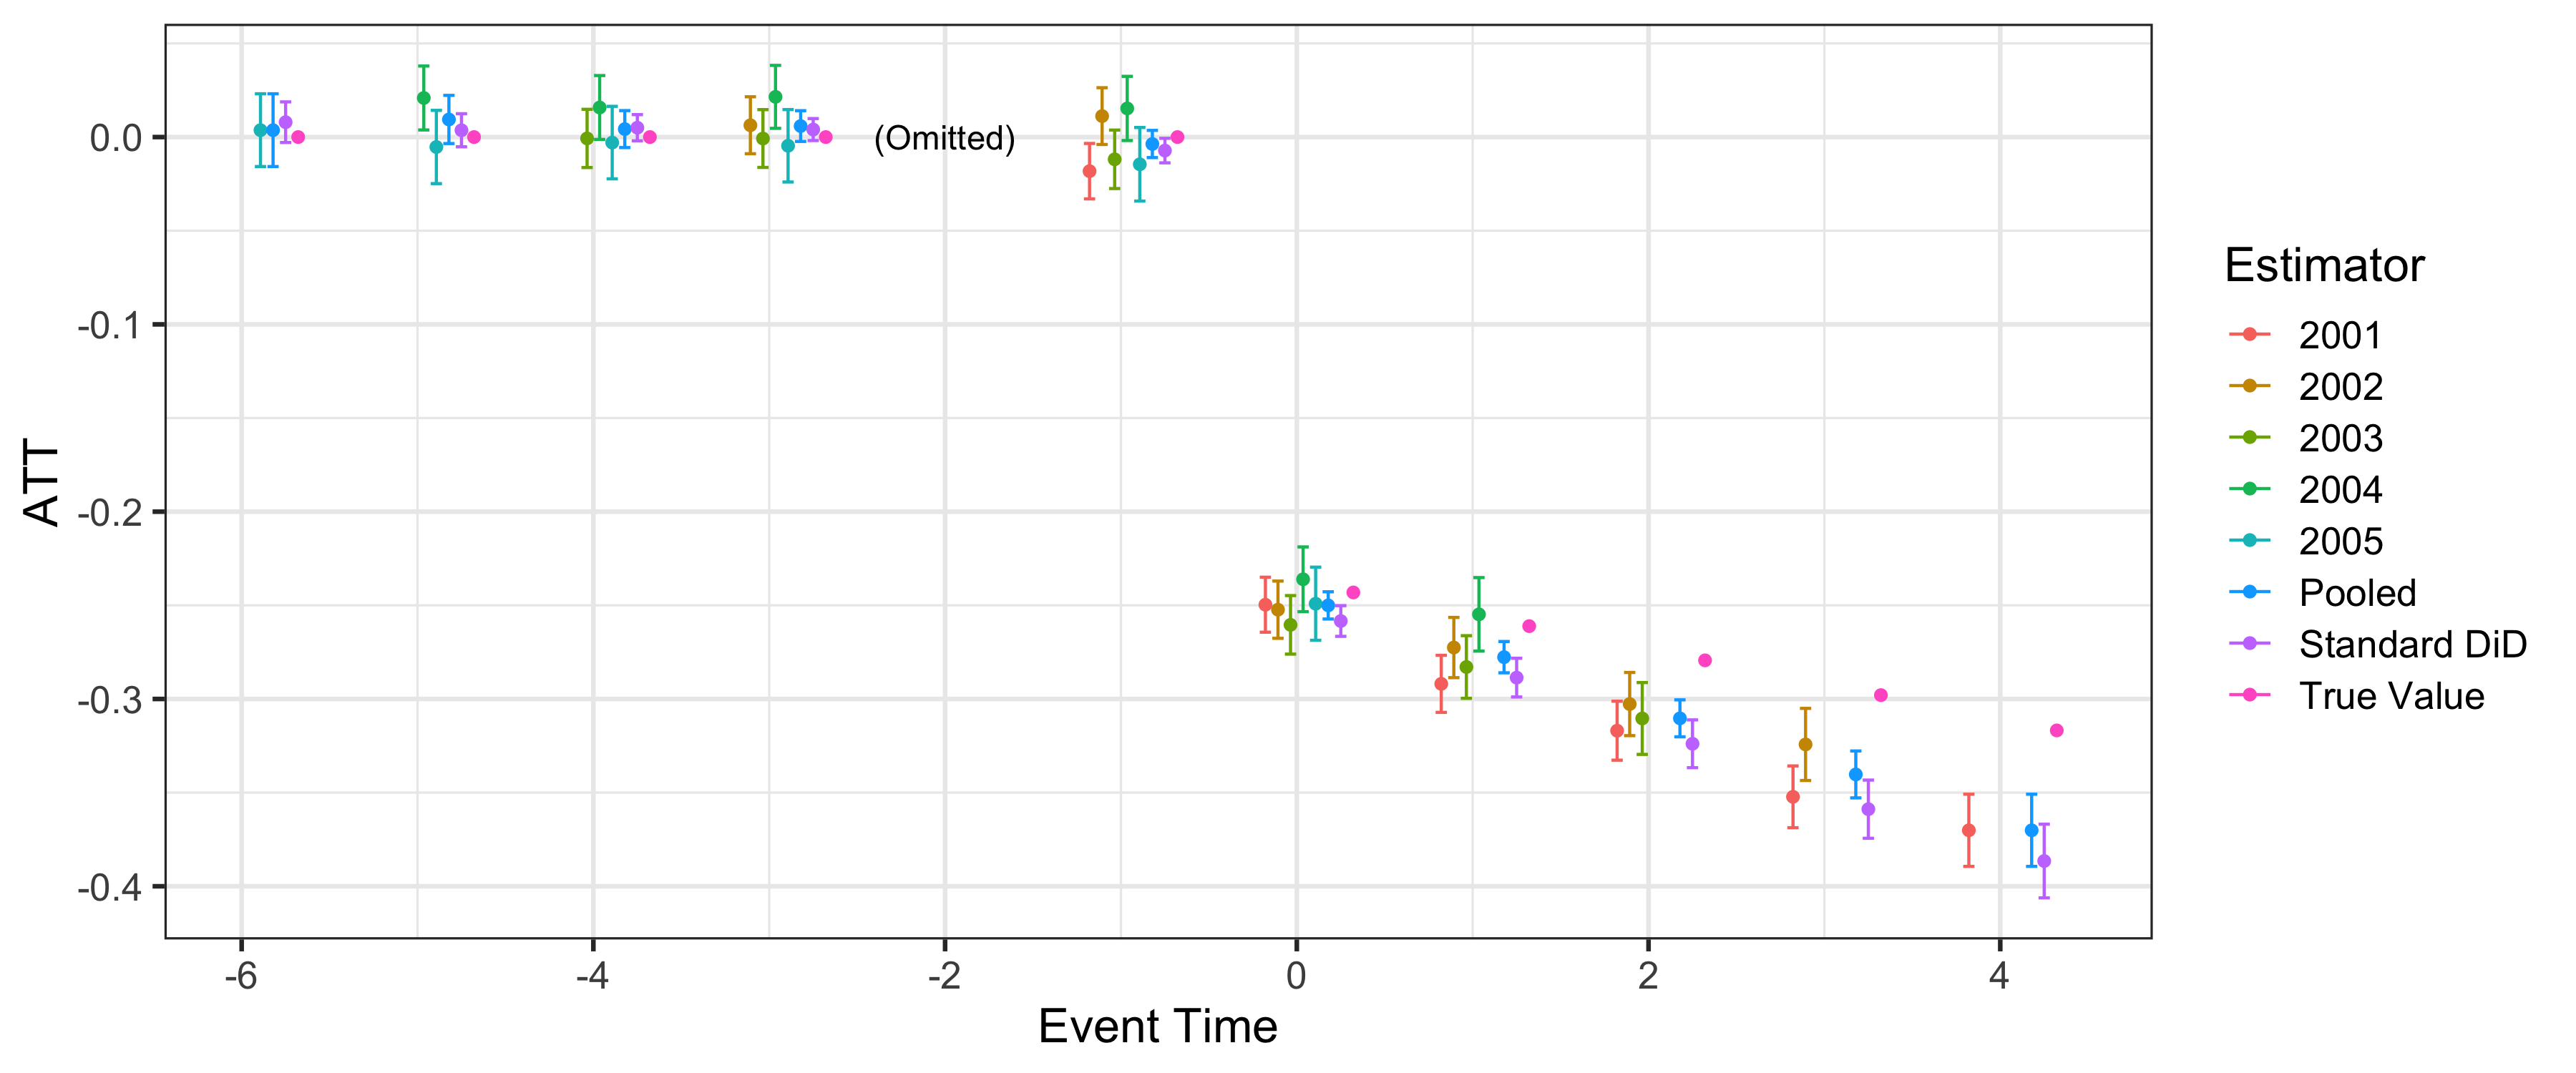 0.0
-0.1
-0.2
-0.3
-0.4
ATT
(Omitted)
-6
-4
-2
0
2
4
Event Time
Estimator
2001
2002
2003
2004
2005
Pooled
Standard DiD
True Value